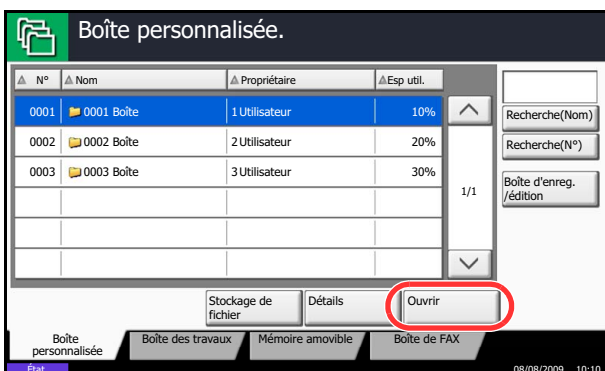 Boîte personnalisée.
N° Nom Propriétaire Esp util.
0001 0001 Boîte 1 Utilisateur 10%
0002 0002 Boîte 2 Utilisateur 20%
0003 0003 Boîte 3 Utilisateur 30%
1/1
Recherche(Nom)
Recherche(N°)
Boîte d'enreg.
/édition
Stockage de
fichier
Détails
Ouvrir
Boîte
personnalisée
Boîte des travaux
Mémoire amovible
Boîte de FAX
État
08/08/2009 10:10